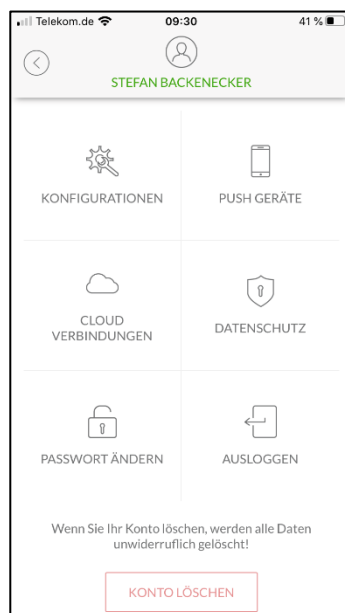 Telekom.de 09:30 41 %
STEFAN BACKENECKER
KONFIGURATIONEN PUSH GERÄTE
CLOUD
VERBINDUNGEN
DATENSCHUTZ
PASSWORT ÄNDERN AUSLOGGEN
Wenn Sie Ihr Konto löschen, werden alle Daten
unwiderruflich gelöscht!
KONTO LÖSCHEN